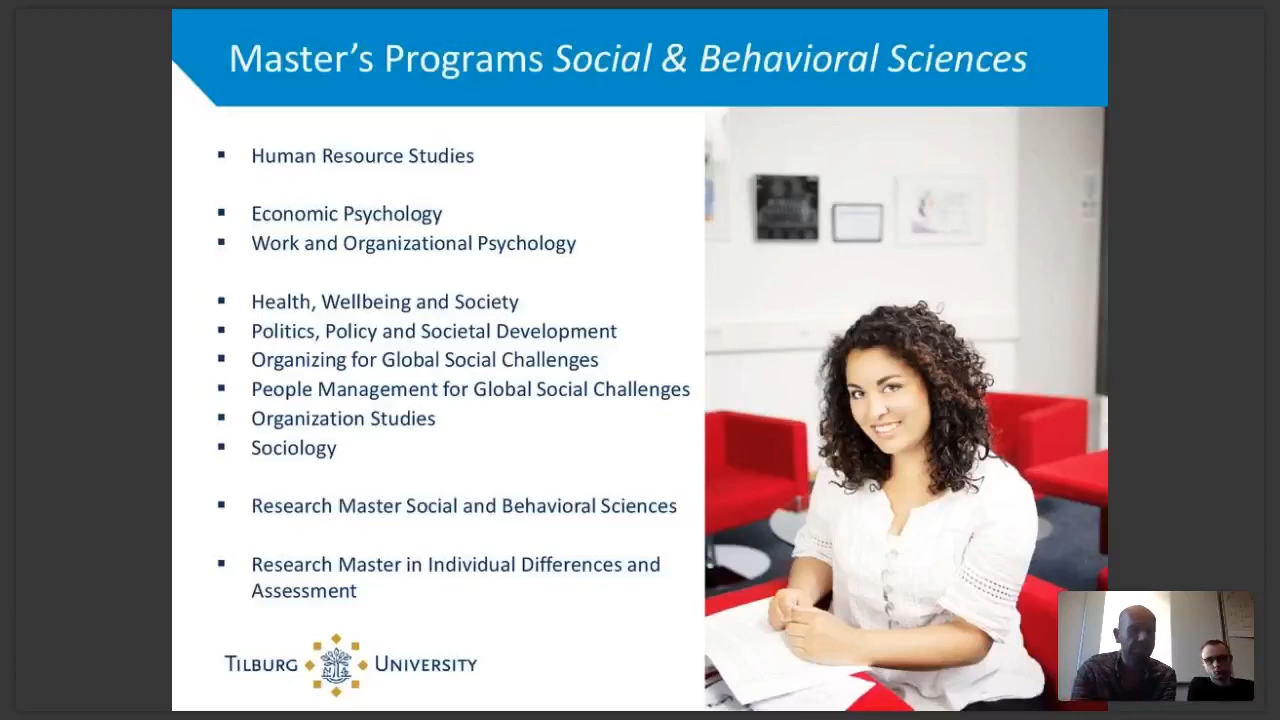 Master's Programs Social & Behavioral Sciences
Human Resource Studies
Economic Psychology
Work and Organizational Psychology
Health, Wellbeing and Society
Politics, Policy and Societal Development
Organizing for Global Social Challenges
People Management for Global Social Challenges
Organization Studies
Sociology
Research Master Social and Behavioral Sciences
Research Master in Individual Differences and
Assessment
TILBURG UNIVERSITY